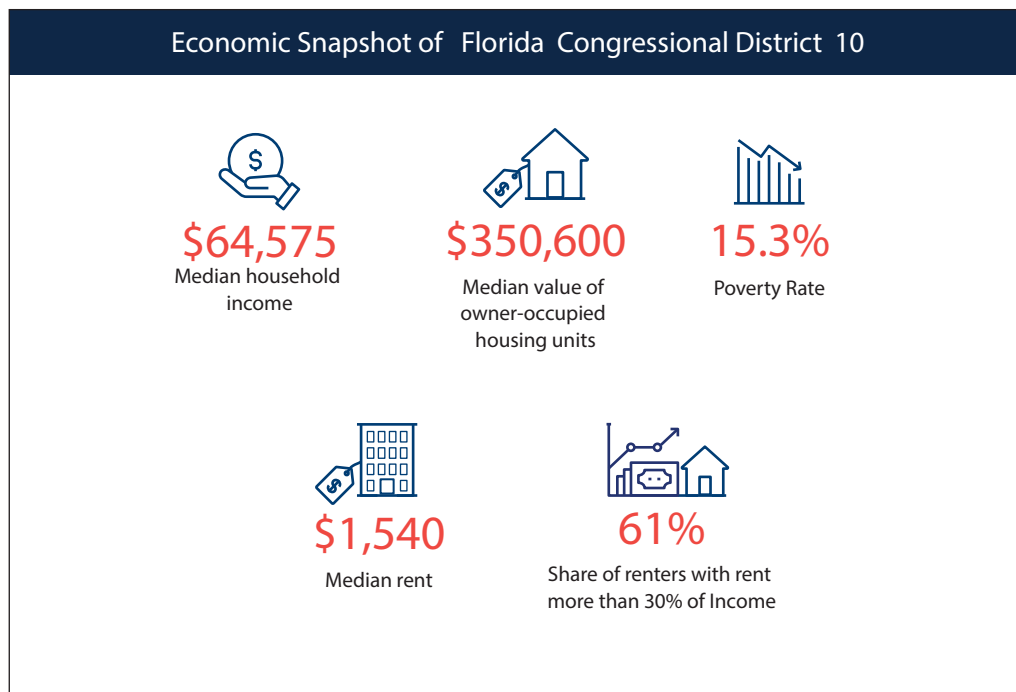 Economic Snapshot of Florida Congressional District 10
$
$64,575
Median household
income
$
$350,600
Median value of
owner-occupied
housing units
15.3%
Poverty Rate
$
$1,540
Median rent
61%
Share of renters with rent
more than 30% of Income